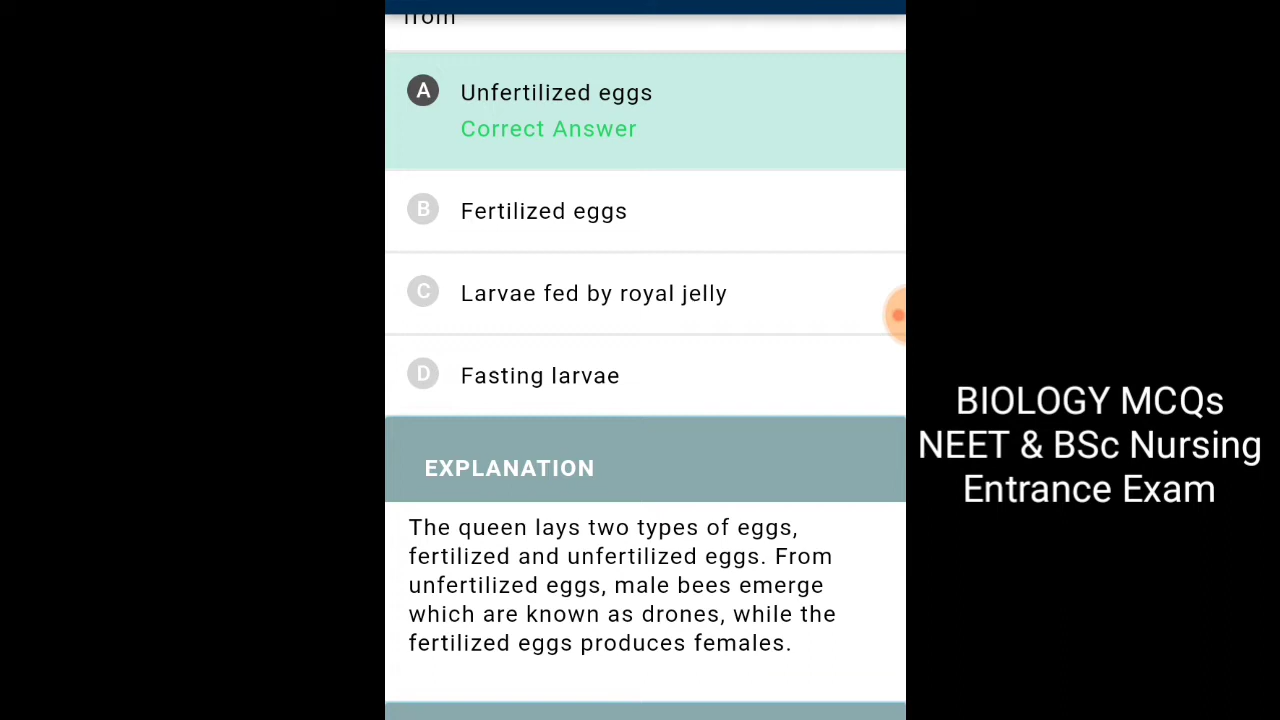 from
A Unfertilized eggs
Correct Answer
B Fertilized eggs
C Larvae fed by royal jelly
D Fasting larvae
EXPLANATION
The queen lays two types of eggs,
fertilized and unfertilized eggs. From
unfertilized eggs, male bees emerge
which are known as drones, while the
fertilized eggs produces females.
BIOLOGY MCQs
NEET & BSc Nursing
Entrance Exam